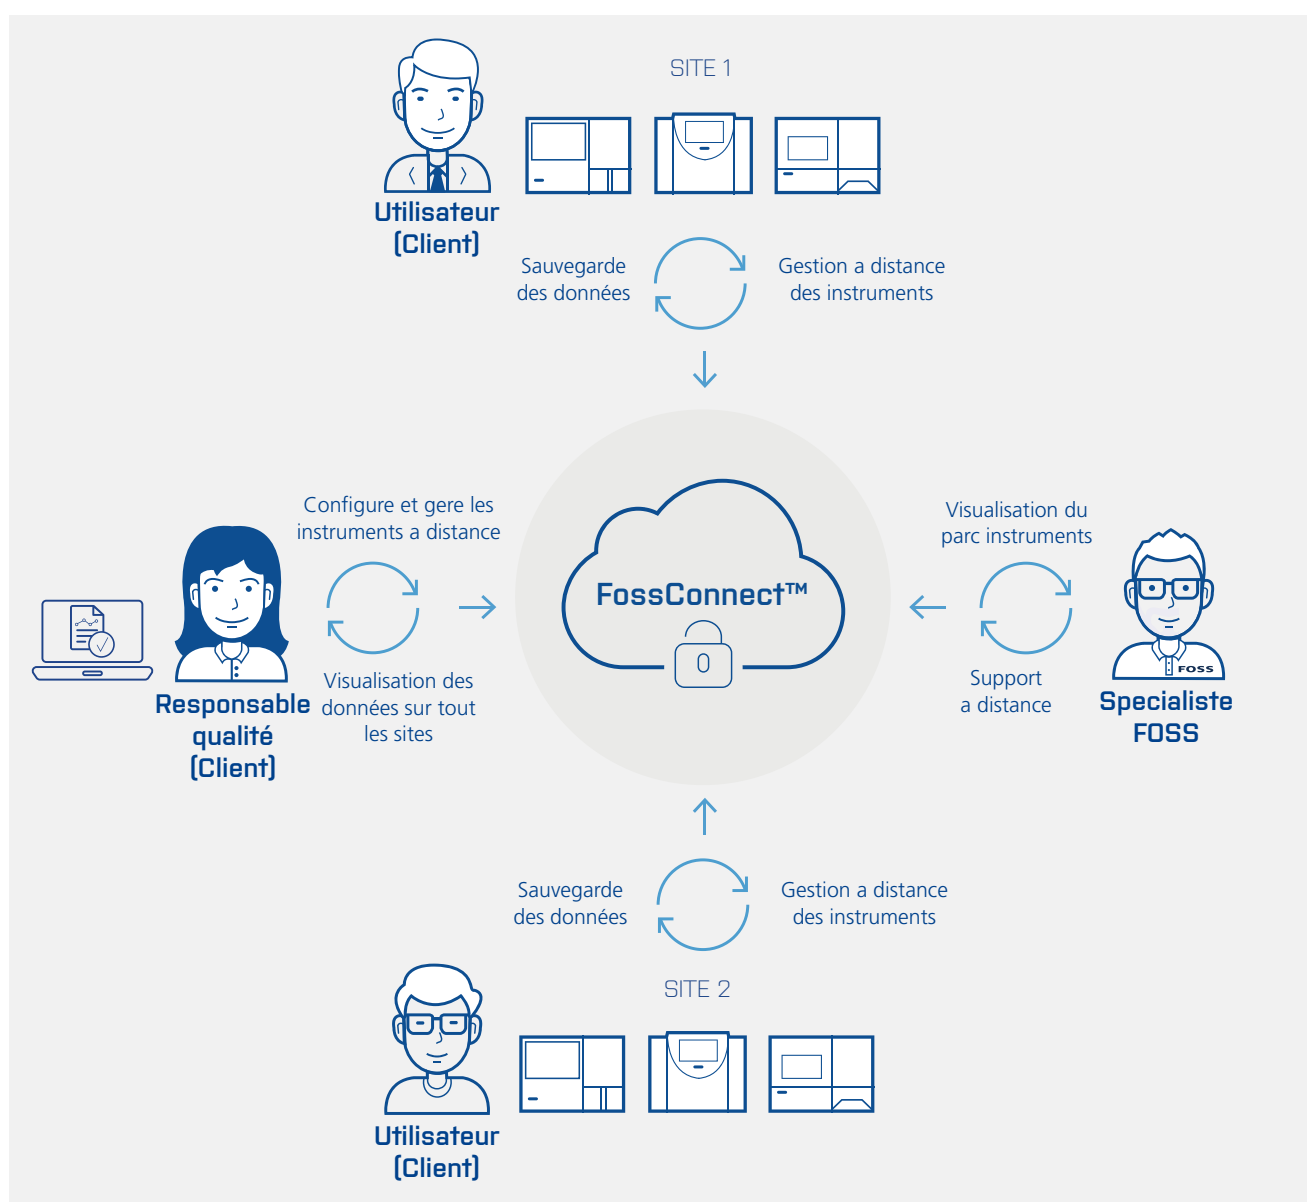 SITE 1
Utilisateur
(Client)
Sauvegarde
des données
Gestion a distance
des instruments
Configure et gere les
instruments a distance
Responsable
qualité
(Client)
Visualisation des
données sur tout
les sites
FossConnect™
Visualisation du
parc instruments
Support
a distance
FOSS
Specialiste
FOSS
Sauvegarde
des données
Gestion a distance
des instruments
SITE 2
Utilisateur
(Client)